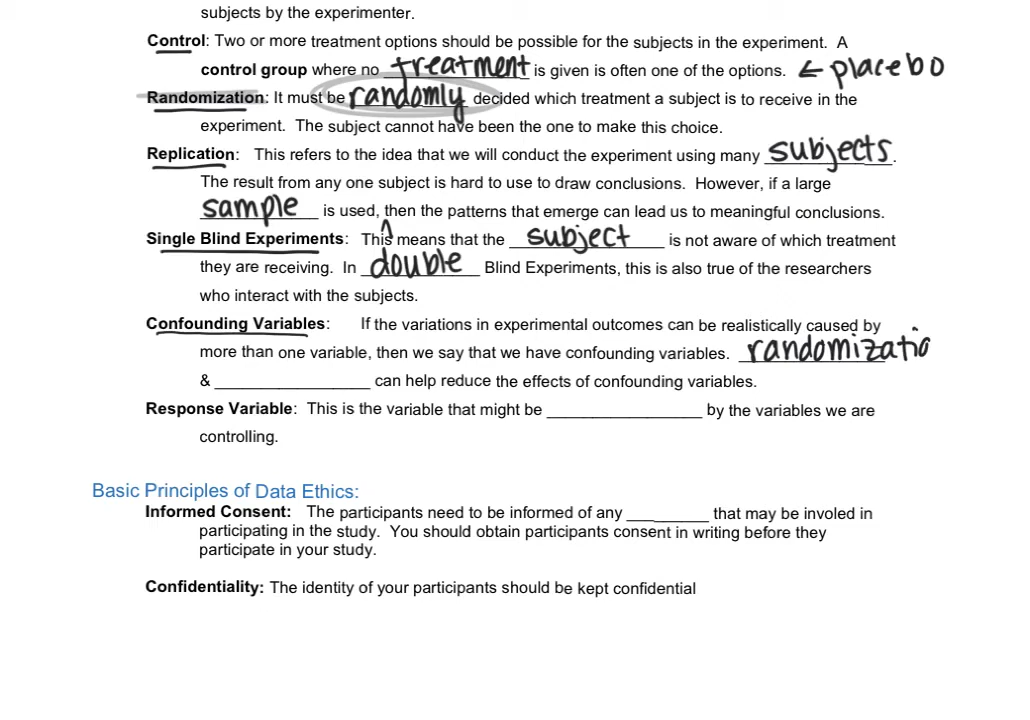 subjects by the experimenter.
Control: Two or more treatment options should be possible for the subjects in the experiment. A
control group where no treatment is given is often one of the options. ← placebo
Randomization: It must be randomly decided which treatment a subject is to receive in the
experiment. The subject cannot have been the one to make this choice.
Replication: This refers to the idea that we will conduct the experiment using many subjects.
The result from any one subject is hard to use to draw conclusions. However, if a large
sample is used, then the patterns that emerge can lead us to meaningful conclusions.
Single Blind Experiments: This means that the subject is not aware of which treatment
they are receiving. In double Blind Experiments, this is also true of the researchers
who interact with the subjects.
Confounding Variables: If the variations in experimental outcomes can be realistically caused by
more than one variable, then we say that we have confounding variables. randomizatio
& ________________ can help reduce the effects of confounding variables.
Response Variable: This is the variable that might be ________________ by the variables we are
controlling.
Basic Principles of Data Ethics:
Informed Consent: The participants need to be informed of any ________ that may be involed in
participating in the study. You should obtain participants consent in writing before they
participate in your study.
Confidentiality: The identity of your participants should be kept confidential